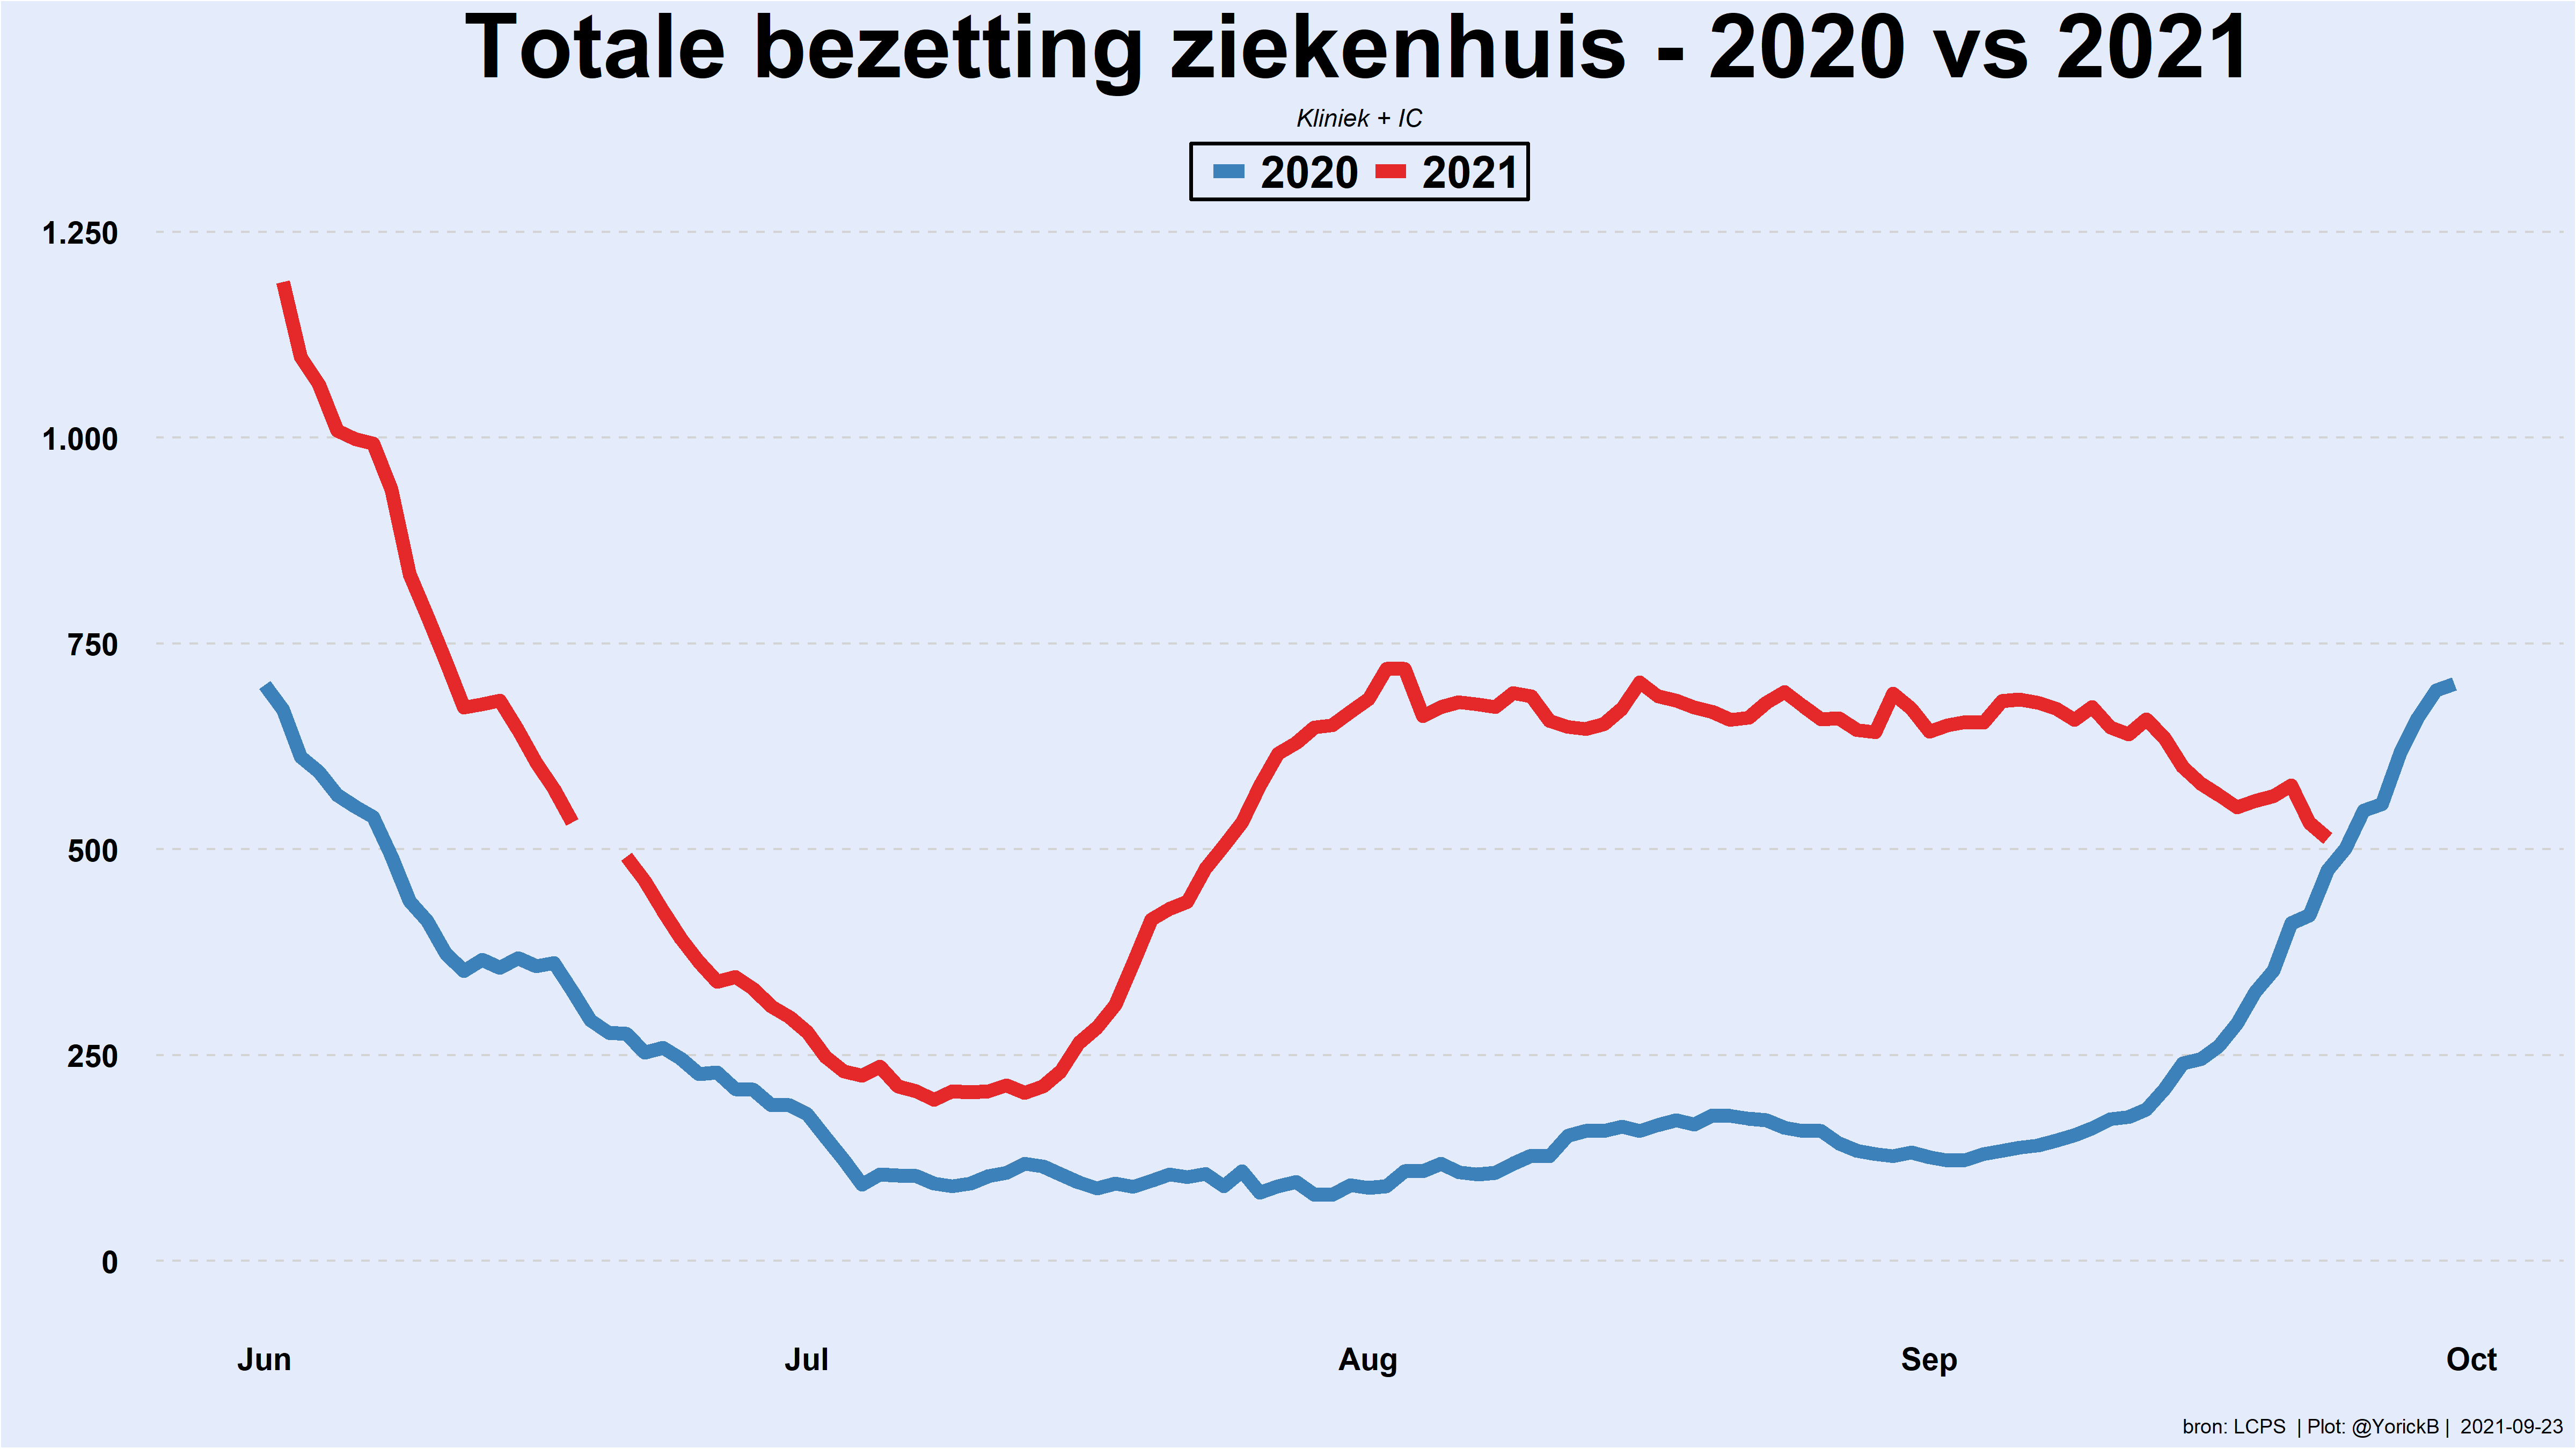 Totale bezetting ziekenhuis - 2020 vs 2021
Kliniek + IC
2020 2021
1.250
1.000
750
500
250
0
Jun Jul Aug Sep Oct
bron: LCPS | Plot: @YorickB | 2021-09-23